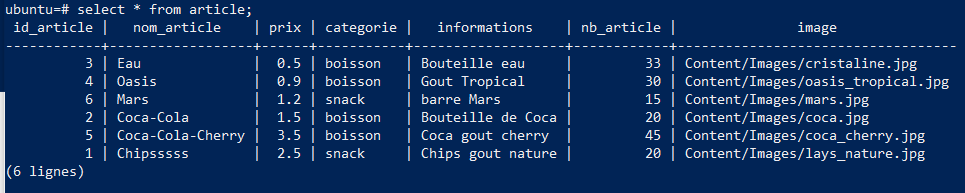 ubuntu=# select * from article;
id_article | nom_article | prix | categorie | informations | nb_article | image
-----------+------------------+------+-----------+-------------------+------------+-----------------------------------
3 | Eau | 0.5 | boisson | Bouteille eau | 33 | Content/Images/cristaline.jpg
4 | Oasis | 0.9 | boisson | Gout Tropical | 30 | Content/Images/oasis_tropical.jpg
6 | Mars | 1.2 | snack | barre Mars | 15 | Content/Images/mars.jpg
2 | Coca-Cola | 1.5 | boisson | Bouteille de Coca | 20 | Content/Images/coca.jpg
5 | Coca-Cola-Cherry | 3.5 | boisson | Coca gout cherry | 45 | Content/Images/coca_cherry.jpg
1 | Chipsssss | 2.5 | snack | Chips gout nature | 20 | Content/Images/lays_nature.jpg
(6 lignes)